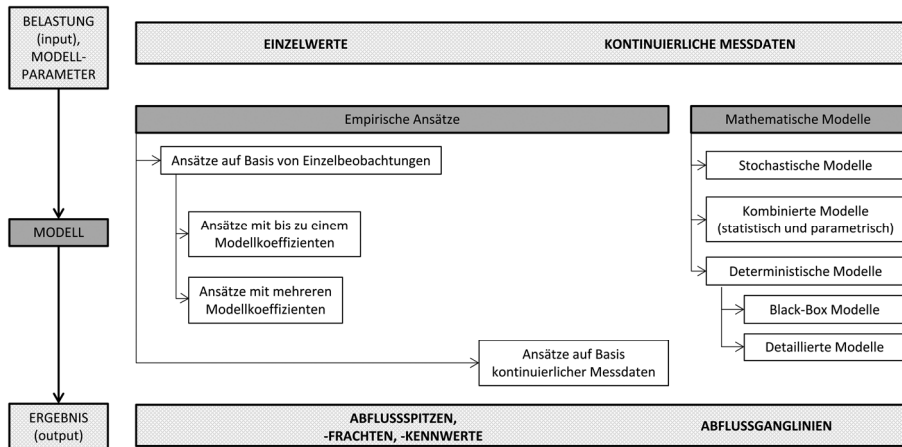 BELASTUNG
(input),
MODELL-
PARAMETER
EINZELWERTE
KONTINUIERLICHE MESSDATEN
Empirische Ansätze
Mathematische Modelle
Ansätze auf Basis von Einzelbeobachtungen
Stochastische Modelle
Ansätze mit bis zu einem
Modellkoeffizienten
Kombinierte Modelle
(statistisch und parametrisch)
MODELL
Deterministische Modelle
Ansätze mit mehreren
Modellkoeffizienten
Black-Box Modelle
Detaillierte Modelle
Ansätze auf Basis
kontinuierlicher Messdaten
ERGEBNIS
(output)
ABFLUSSSPITZEN,
-FRACHTEN, -KENNWERTE
ABFLUSSGANGLINIEN